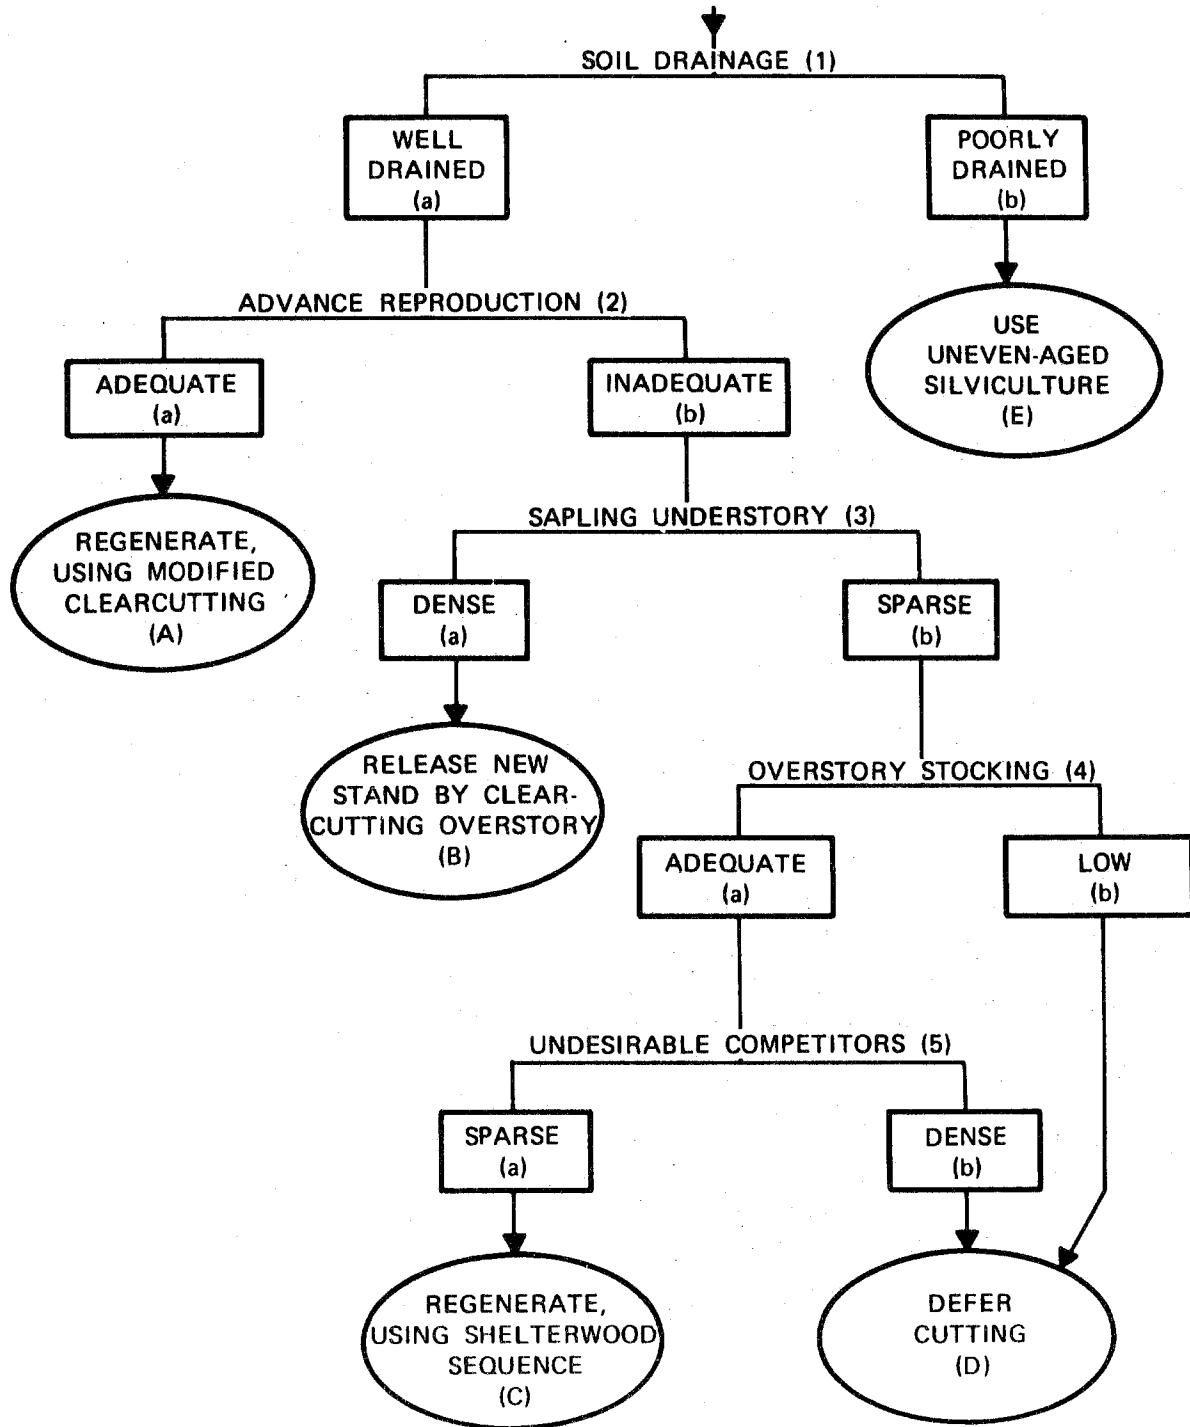 SOIL DRAINAGE (1)
WELL
DRAINED
(a)
POORLY
DRAINED
(b)
ADVANCE REPRODUCTION (2)
USE
UNEVEN-AGED
SILVICULTURE
(E)
ADEQUATE
(a)
INADEQUATE
(b)
SAPLING UNDERSTORY (3)
REGENERATE,
USING MODIFIED
CLEARCUTTING
(A)
DENSE
(a)
SPARSE
(b)
RELEASE NEW
STAND BY CLEAR-
CUTTING OVERSTORY
(B)
OVERSTORY STOCKING (4)
ADEQUATE
(a)
LOW
(b)
UNDESIRABLE COMPETITORS (5)
SPARSE
(a)
DENSE
(b)
REGENERATE,
USING SHELTERWOOD
SEQUENCE
(C)
DEFER
CUTTING
(D)